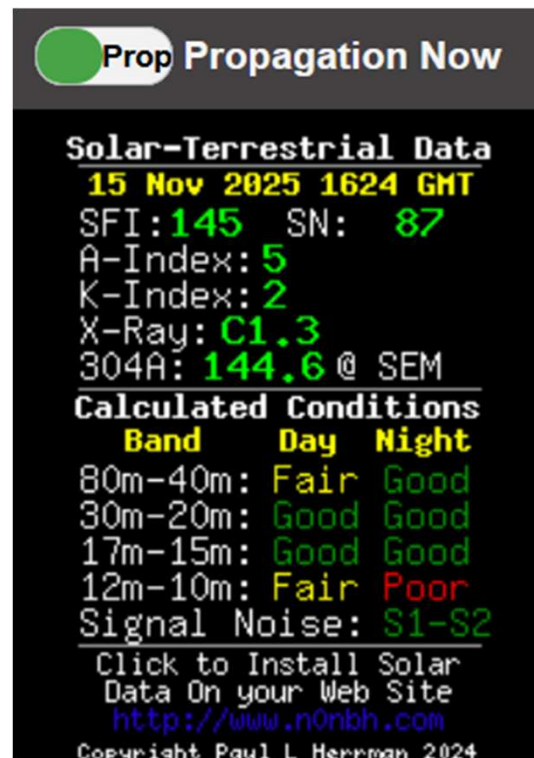 Prop Propagation Now
Solar-Terrestrial Data
15 Nov 2025 1624 GMT
SFI:145 SN: 87
A-Index:5
K-Index:2
X-Ray:C1.3
304A: 144.6 @ SEM
Calculated Conditions
Band Day Night
80m-40m: Fair Good
30m-20m: Good Good
17m-15m: Good Good
12m-10m: Fair Poor
Signal Noise: S1-S2
Click to Install Solar
Data On your Web Site
http://www.n0nbh.com
Copyright Paul L Herrman 2024